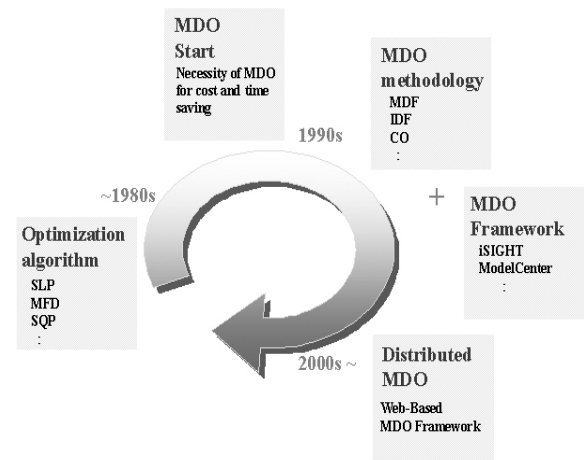 MDO
Start
Necessity of MDO
for cost and time
saving
MDO
methodology
MDF
IDF
CO
:
1990s
~1980s
+
MDO
Framework
iSIGHT
ModelCenter
:
Optimization
algorithm
SLP
MFD
SQP
:
2000s ~
Distributed
MDO
Web-Based
MDO Framework